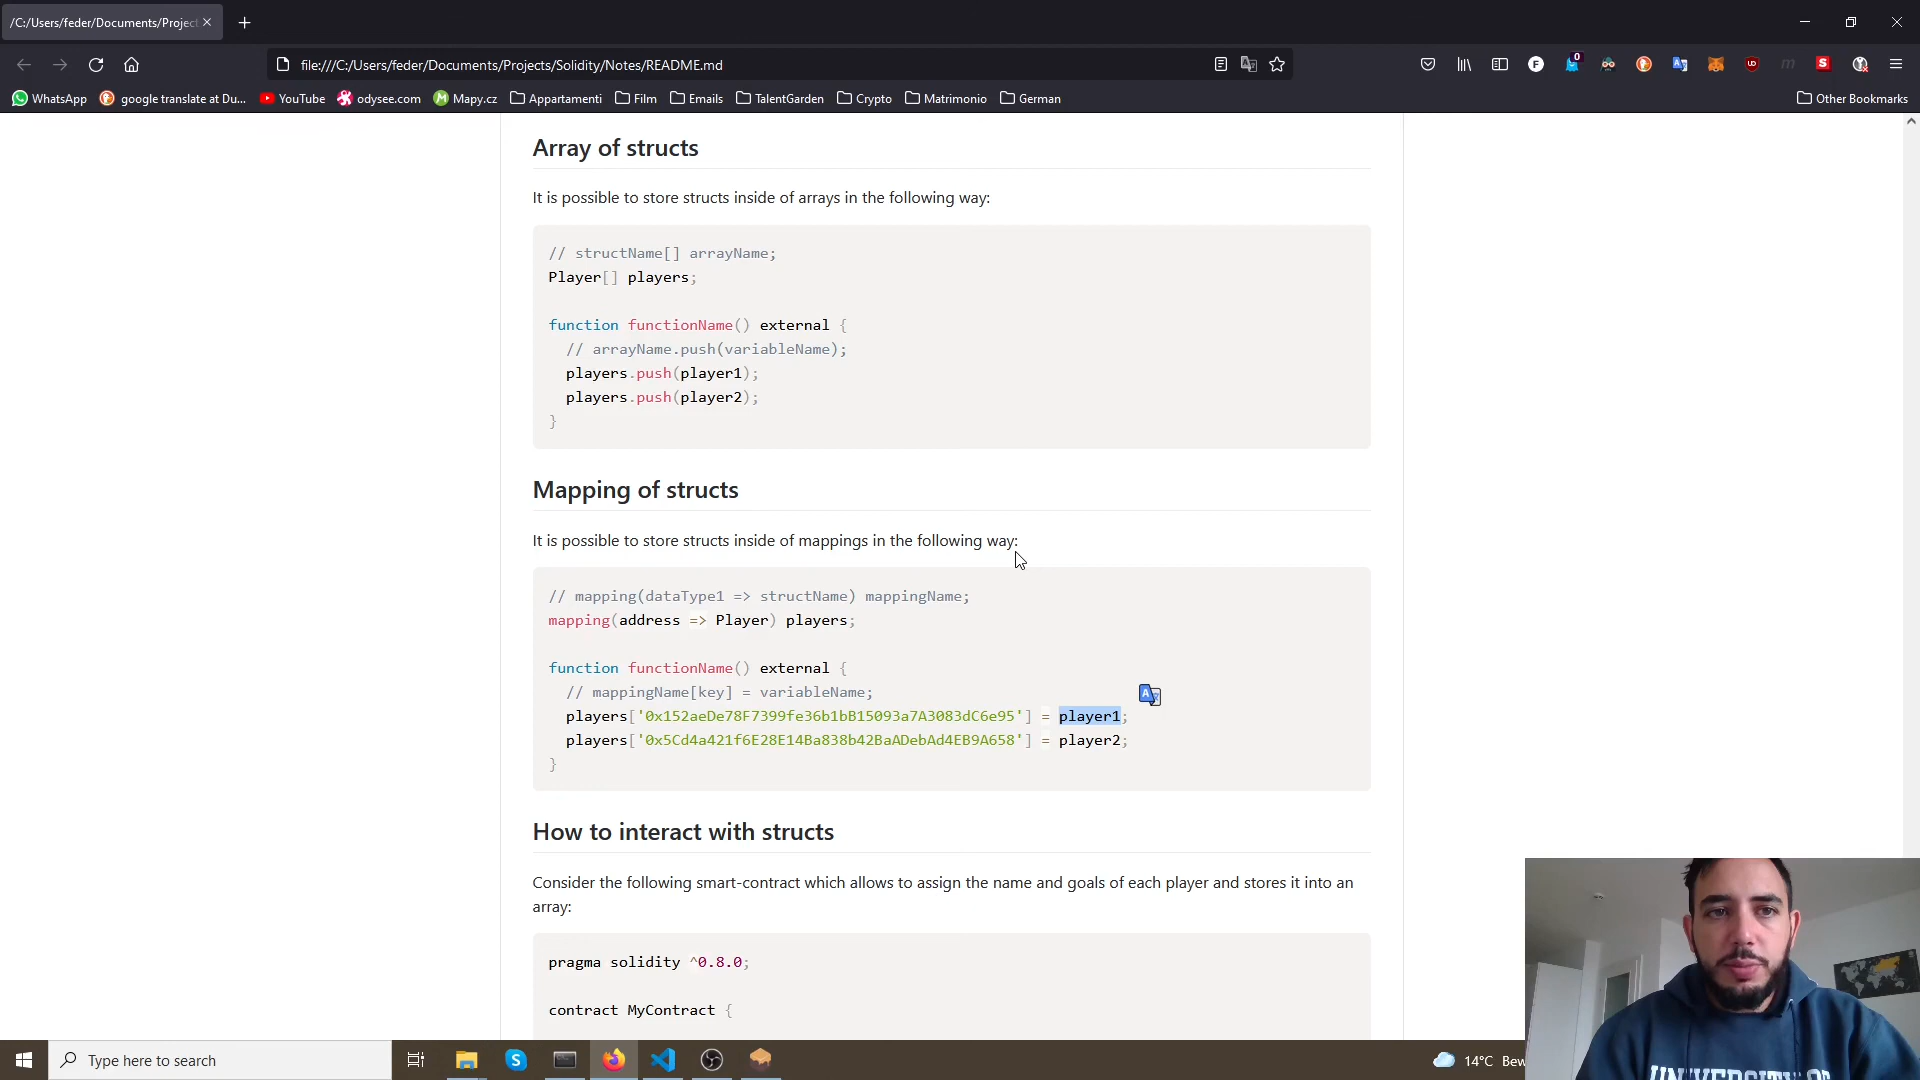 /C:/Users/feder/Documents/Project
file:///C:/Users/feder/Documents/Projects/Solidity/Notes/README.md
0
WhatsApp google translate at Du... YouTube odysee.com Mapy.cz Appartamenti Film Emails TalentGarden Crypto Matrimonio German Other Bookmarks
Array of structs
It is possible to store structs inside of arrays in the following way:
// structName[] arrayName;
Player[] players;
function functionName() external {
// arrayName.push(variableName);
players.push(player1);
players.push(player2);
}
Mapping of structs
It is possible to store structs inside of mappings in the following way:
// mapping(dataType1 => structName) mappingName;
mapping(address => Player) players;
function functionName() external {
// mappingName[key] = variableName;
players['0x152aeDe78F7399fe36b1bB15093a7A3083dC6e95'] = player1;
players['0x5Cd4a421f6E28E14Ba838b42BaADebAd4EB9A658'] = player2;
}
How to interact with structs
Consider the following smart-contract which allows to assign the name and goals of each player and stores it into an
array:
pragma solidity ^0.8.0;
contract MyContract {
Type here to search
14°C Bew
UNIVERSITY OF